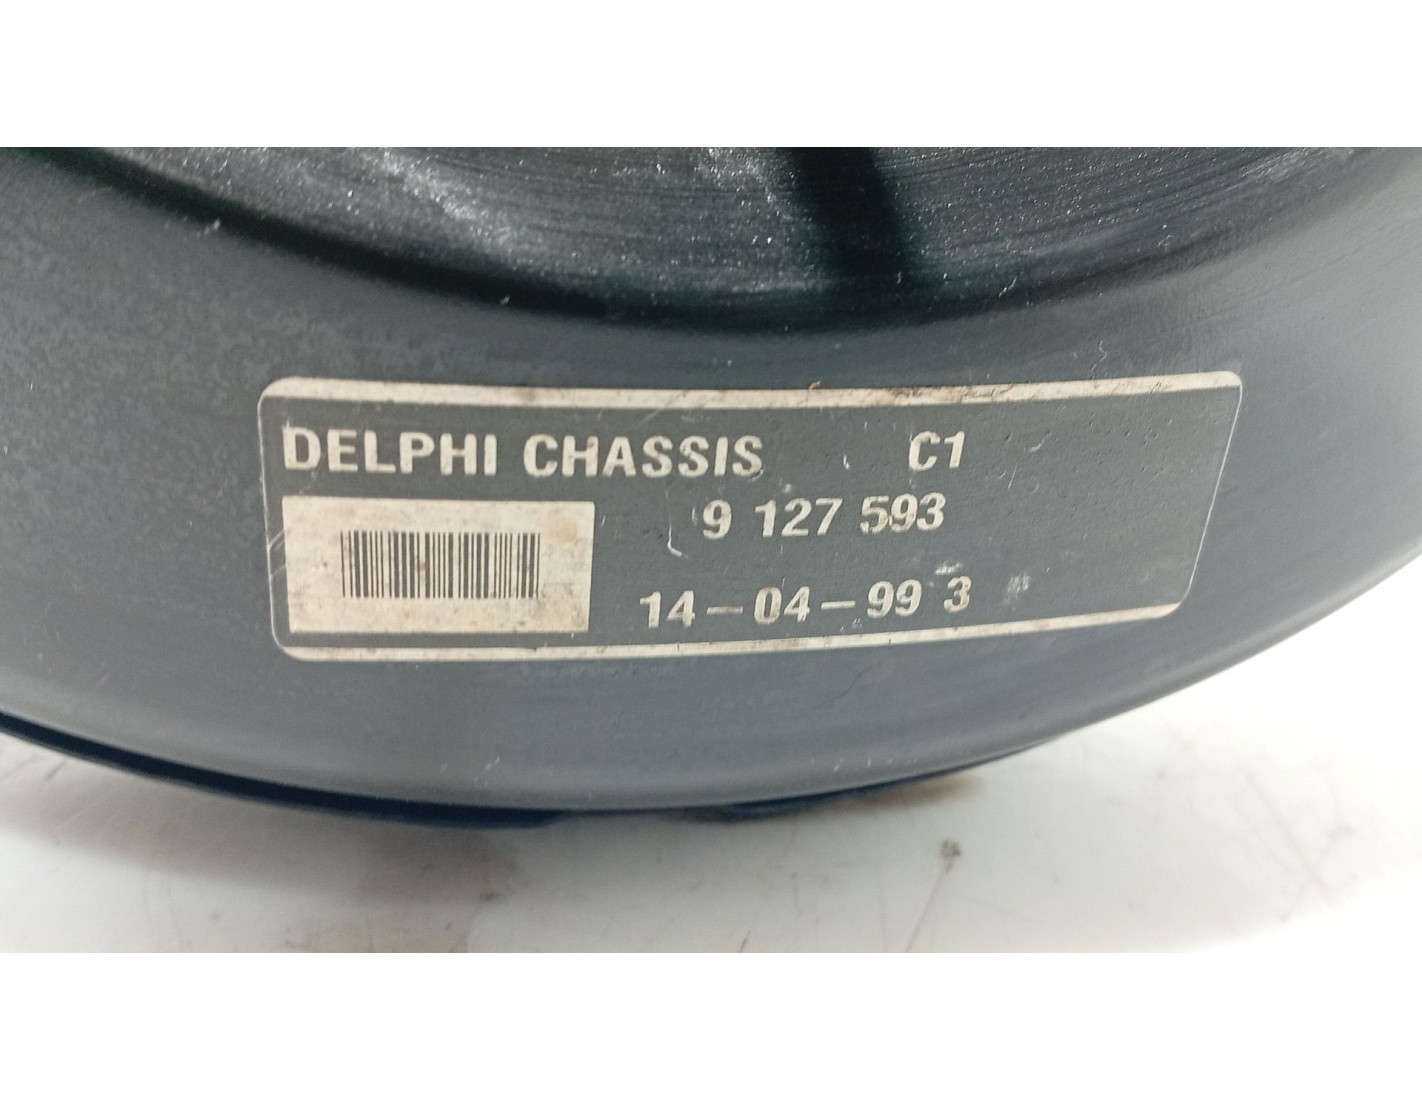 DELPHI CHASSIS C1
9 127 593
14-04-99 3